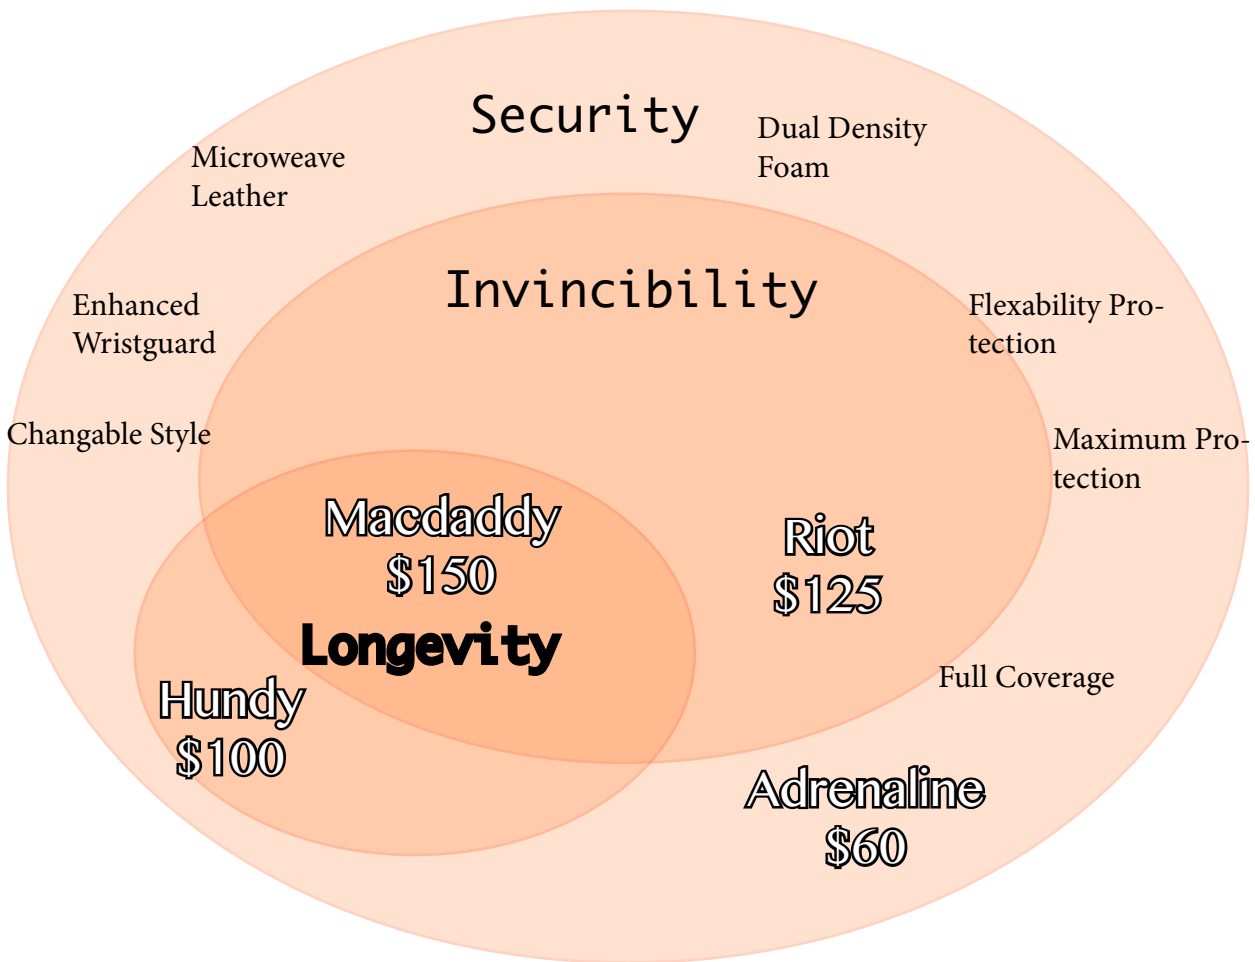 Security
Dual Density
Foam
Microweave
Leather
Invincibility
Enhanced
Wristguard
Flexability Pro-
tection
Changable Style
Maximum Pro-
tection
Macdaddy
$150
Riot
$125
Longevity
Hundy
$100
Full Coverage
Adrenaline
$60